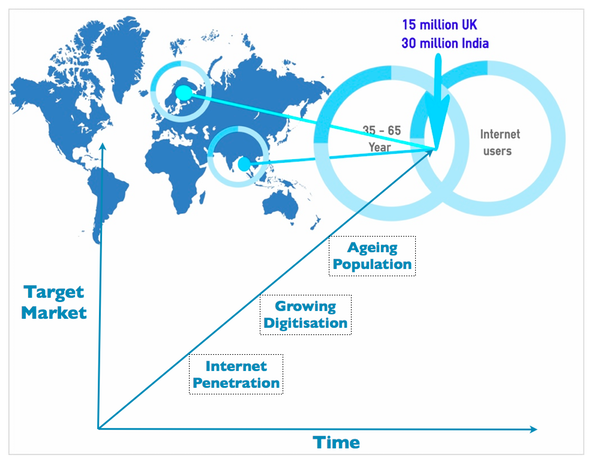 15 million UK
30 million India
35 - 65
Year
Internet
users
Ageing
Population
Growing
Digitisation
Internet
Penetration
Target
Market
Time